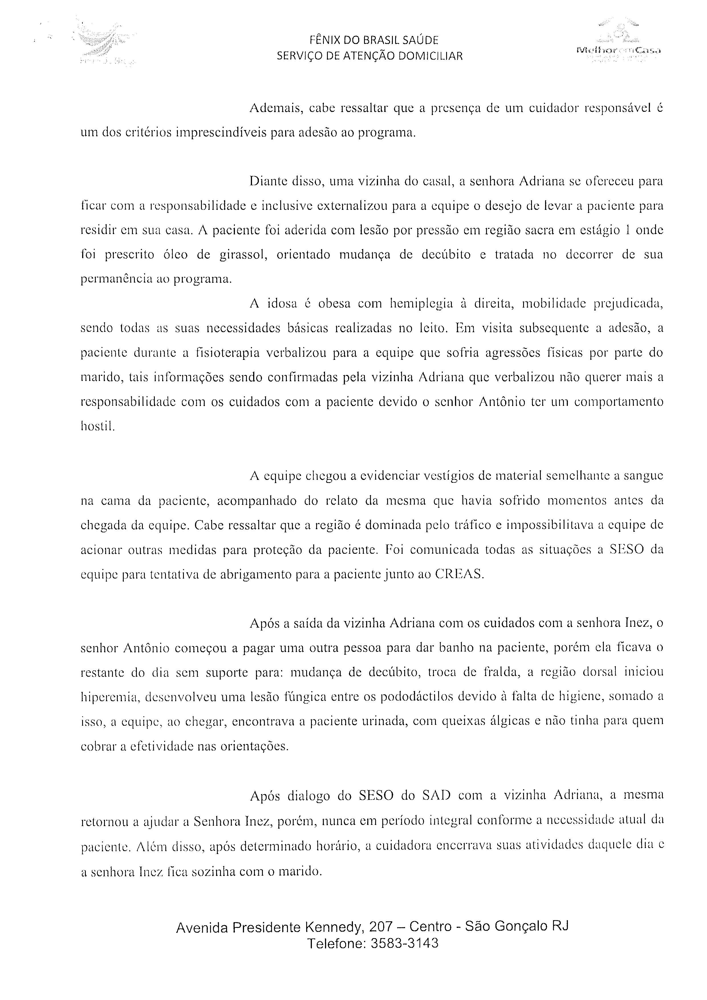 FÊNIX DO BRASIL SAÚDE
SERVIÇO DE ATENÇÃO DOMICILIAR
Melhor em Casa
Ademais, cabe ressaltar que a presença de um cuidador responsável é
um dos critérios imprescindíveis para adesão ao programa.
Diante disso, uma vizinha do casal, a senhora Adriana se ofereceu para
ficar com a responsabilidade e inclusive externalizou para a equipe o desejo de levar a paciente para
residir em sua casa. A paciente foi aderida com lesão por pressão em região sacra em estágio 1 onde
foi prescrito óleo de girassol, orientado mudança de decúbito e tratada no decorrer de sua
permanência ao programa.
A idosa é obesa com hemiplegia à direita, mobilidade prejudicada,
sendo todas as suas necessidades básicas realizadas no leito. Em visita subsequente a adesão, a
paciente durante a fisioterapia verbalizou para a equipe que sofria agressões físicas por parte do
marido, tais informações sendo confirmadas pela vizinha Adriana que verbalizou não querer mais a
responsabilidade com os cuidados com a paciente devido o senhor Antônio ter um comportamento
hostil.
A equipe chegou a evidenciar vestígios de material semelhante a sangue
na cama da paciente, acompanhado do relato da mesma que havia sofrido momentos antes da
chegada da equipe. Cabe ressaltar que a região é dominada pelo tráfico e impossibilitava a equipe de
acionar outras medidas para proteção da paciente. Foi comunicada todas as situações a SESO da
equipe para tentativa de abrigamento para a paciente junto ao CREAS.
Após a saída da vizinha Adriana com os cuidados com a senhora Inez, o
senhor Antônio começou a pagar uma outra pessoa para dar banho na paciente, porém ela ficava o
restante do dia sem suporte para: mudança de decúbito, troca de fralda, a região dorsal iniciou
hiperemia, desenvolveu uma lesão fúngica entre os pododáctilos devido à falta de higiene, somado a
isso, a equipe, ao chegar, encontrava a paciente urinada, com queixas álgicas e não tinha para quem
cobrar a efetividade nas orientações.
Após dialogo do SESO do SAD com a vizinha Adriana, a mesma
retornou a ajudar a Senhora Inez, porém, nunca em período integral conforme a necessidade atual da
paciente. Além disso, após determinado horário, a cuidadora encerrava suas atividades daquele dia e
a senhora Inez fica sozinha com o marido.
Avenida Presidente Kennedy, 207 – Centro - São Gonçalo RJ
Telefone: 3583-3143